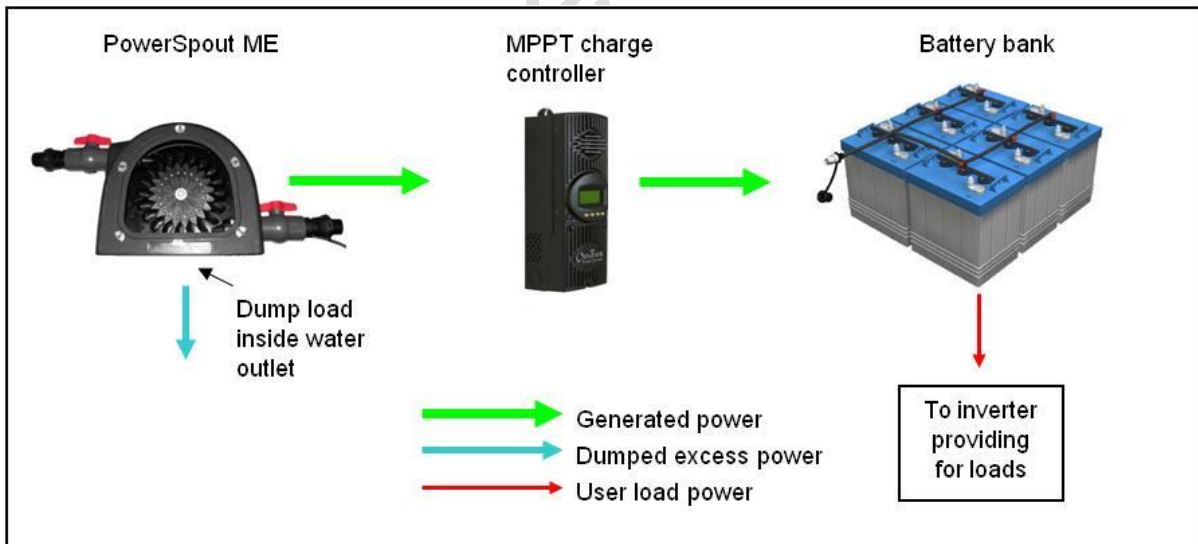 PowerSpout ME
MPPT charge
controller
Battery bank
Dump load
inside water
outlet
Generated power
Dumped excess power
User load power
To inverter
providing
for loads